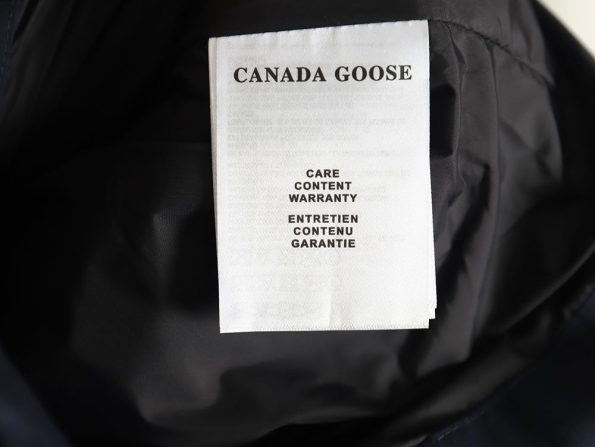 CANADA GOOSE
CARE
CONTENT
WARRANTY
ENTRETIEN
CONTENU
GARANTIE